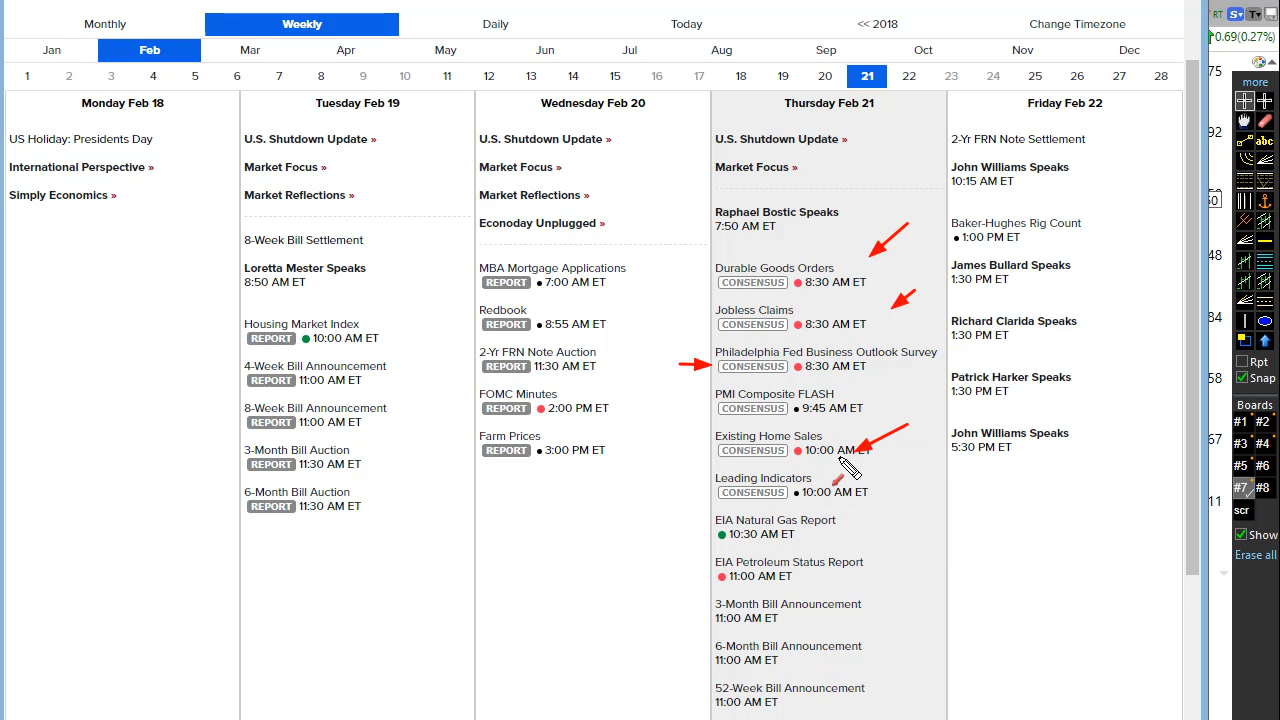 Monthly Weekly Daily Today << 2018 Change Timezone
Jan Feb Mar Apr May Jun Jul Aug Sep Oct Nov Dec
1 2 3 4 5 6 7 8 9 10 11 12 13 14 15 16 17 18 19 20 21 22 23 24 25 26 27 28
Monday Feb 18
US Holiday: Presidents Day
International Perspective »
Simply Economics »
Tuesday Feb 19
U.S. Shutdown Update »
Market Focus »
Market Reflections »
8-Week Bill Settlement
Loretta Mester Speaks
8:50 AM ET
Housing Market Index
REPORT 10:00 AM ET
4-Week Bill Announcement
REPORT 11:00 AM ET
8-Week Bill Announcement
REPORT 11:00 AM ET
3-Month Bill Auction
REPORT 11:30 AM ET
6-Month Bill Auction
REPORT 11:30 AM ET
Wednesday Feb 20
U.S. Shutdown Update »
Market Focus »
Market Reflections »
Econoday Unplugged »
MBA Mortgage Applications
REPORT 7:00 AM ET
Redbook
REPORT 8:55 AM ET
2-Yr FRN Note Auction
REPORT 11:30 AM ET
FOMC Minutes
REPORT 2:00 PM ET
Farm Prices
REPORT 3:00 PM ET
Thursday Feb 21
U.S. Shutdown Update »
Market Focus »
Raphael Bostic Speaks
7:50 AM ET
Durable Goods Orders
CONSENSUS 8:30 AM ET
Jobless Claims
CONSENSUS 8:30 AM ET
Philadelphia Fed Business Outlook Survey
CONSENSUS 8:30 AM ET
PMI Composite FLASH
CONSENSUS 9:45 AM ET
Existing Home Sales
CONSENSUS 10:00 AM ET
Leading Indicators
CONSENSUS 10:00 AM ET
EIA Natural Gas Report
10:30 AM ET
EIA Petroleum Status Report
11:00 AM ET
3-Month Bill Announcement
11:00 AM ET
6-Month Bill Announcement
11:00 AM ET
52-Week Bill Announcement
11:00 AM ET
Friday Feb 22
2-Yr FRN Note Settlement
John Williams Speaks
10:15 AM ET
Baker-Hughes Rig Count
1:00 PM ET
James Bullard Speaks
1:30 PM ET
Richard Clarida Speaks
1:30 PM ET
Patrick Harker Speaks
1:30 PM ET
John Williams Speaks
5:30 PM ET
RT S T
0.69(0.27%)
75
92
48
84
58
67
11
more
abc
Rpt
Snap
Boards
#1 #2
#3 #4
#5 #6
#7 #8
scr
Show
Erase all